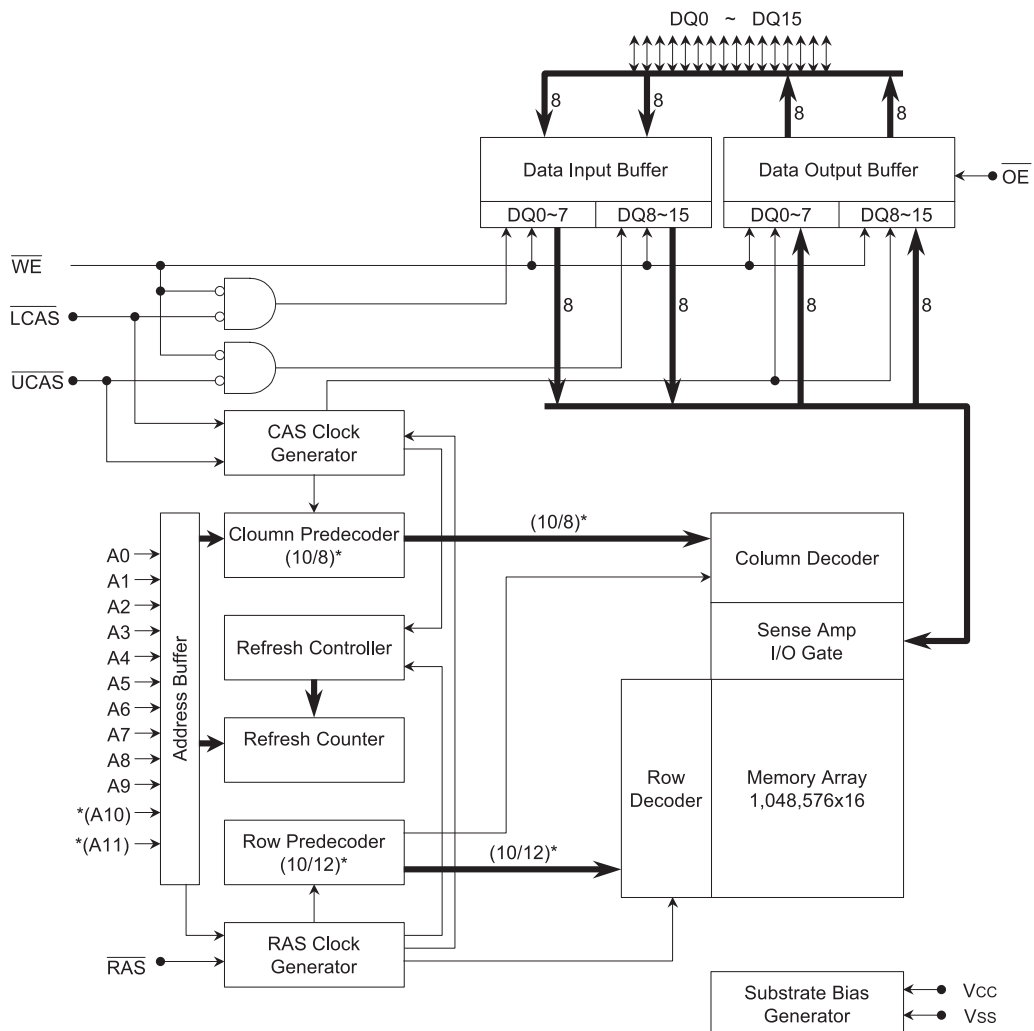 DQ0 ~ DQ15
8
8
8
8
Data Input Buffer
Data Output Buffer
OE
DQ0~7
DQ8~15
DQ0~7
DQ8~15
WE
8
8
8
8
LCAS
UCAS
CAS Clock
Generator
Cloumn Predecoder
(10/8)*
(10/8)*
Column Decoder
A0
A1
A2
A3
A4
A5
A6
A7
A8
A9
*(A10)
*(A11)
Address Buffer
Refresh Controller
Sense Amp
I/O Gate
Refresh Counter
Row
Decoder
Memory Array
1,048,576x16
Row Predecoder
(10/12)*
(10/12)*
RAS Clock
Generator
RAS
Substrate Bias
Generator
Vcc
Vss